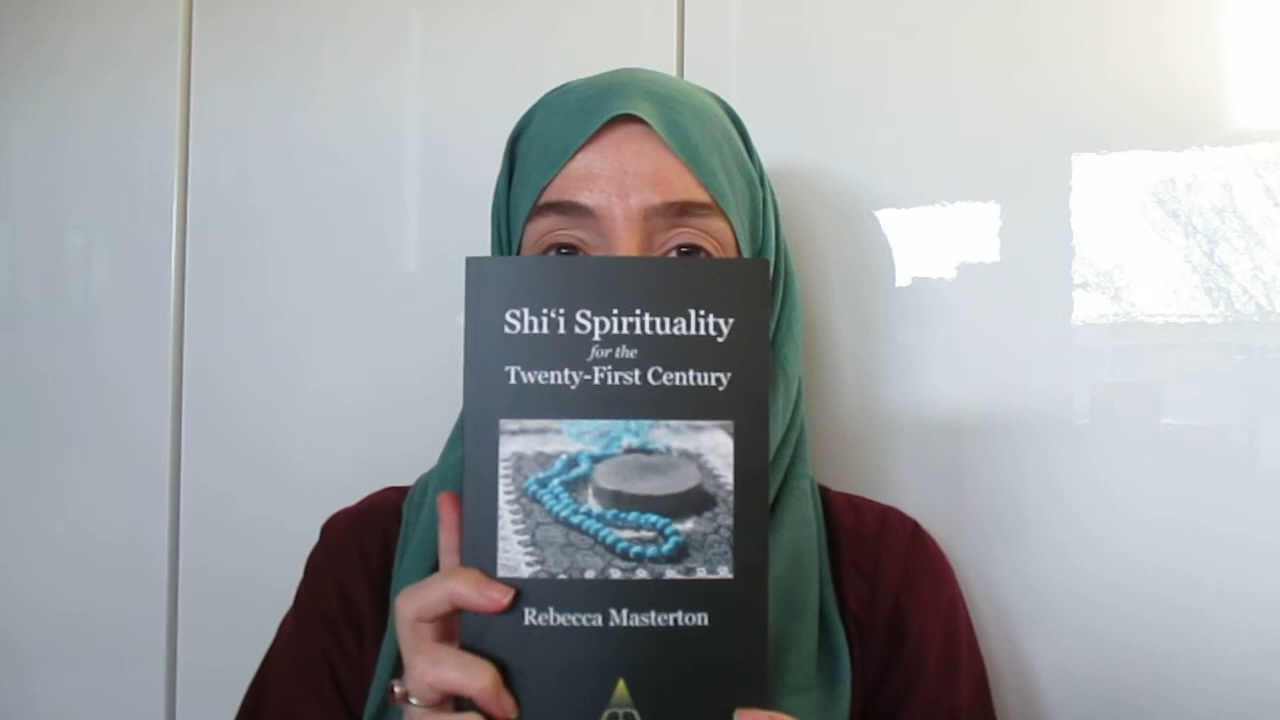 Shi‘i Spirituality
for the
Twenty-First Century
Rebecca Masterton